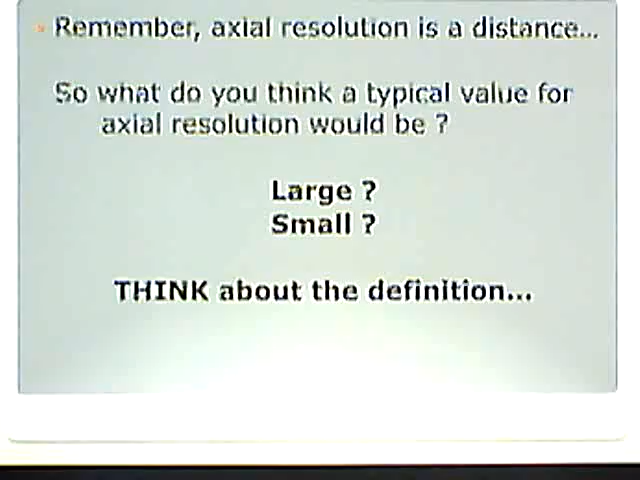 Remember, axial resolution is a distance...
So what do you think a typical value for
axial resolution would be ?
Large ?
Small ?
THINK about the definition...